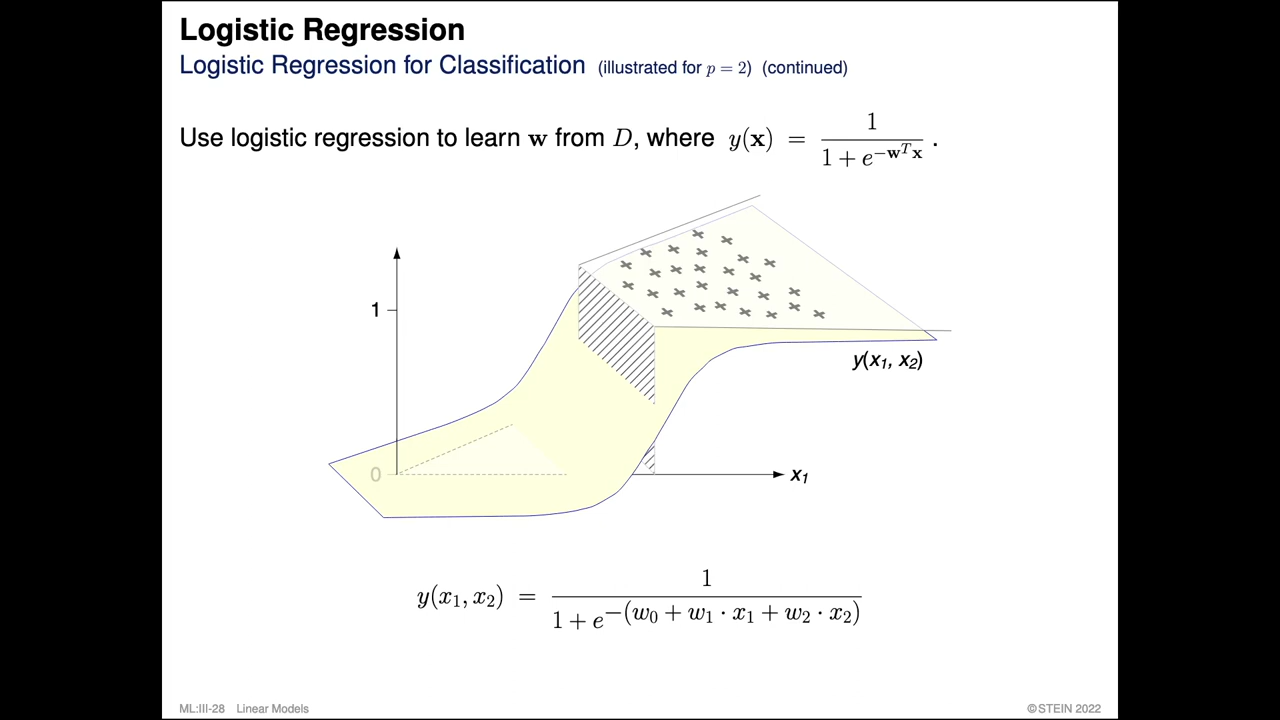 Logistic Regression
Logistic Regression for Classification (illustrated for p = 2) (continued)
Use logistic regression to learn w from D, where y(x) = 1 / (1 + e^{-w^T x}) .
1
y(x₁, x₂)
0
x₁
y(x₁, x₂) = 1 / (1 + e^{-(w₀ + w₁ · x₁ + w₂ · x₂)})
ML:III-28 Linear Models
©STEIN 2022